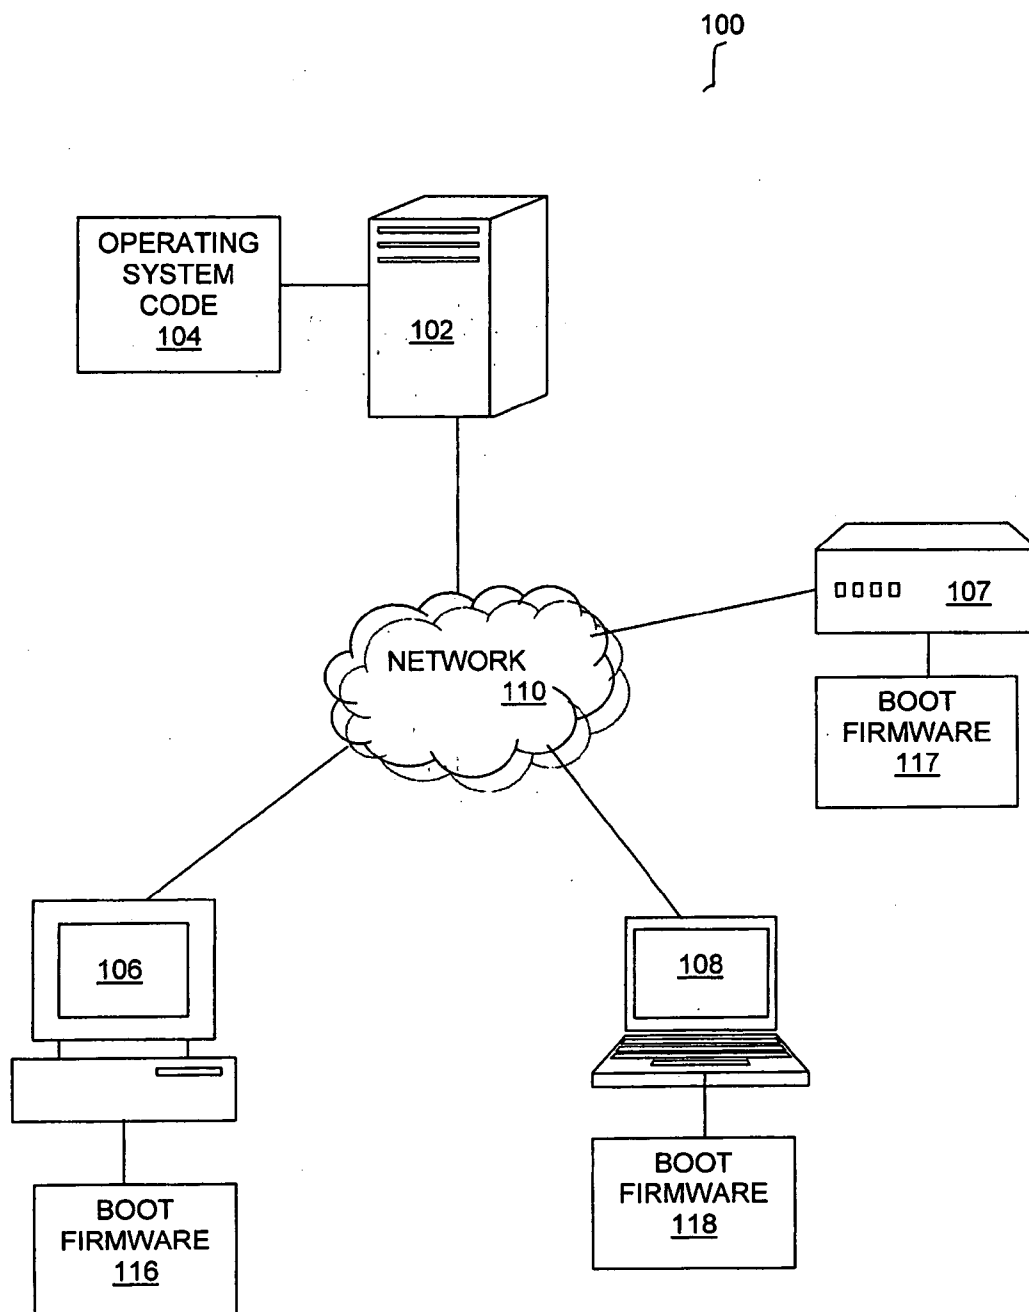 100
OPERATING
SYSTEM
CODE
104
102
107
NETWORK
110
BOOT
FIRMWARE
117
106
108
BOOT
FIRMWARE
118
BOOT
FIRMWARE
116